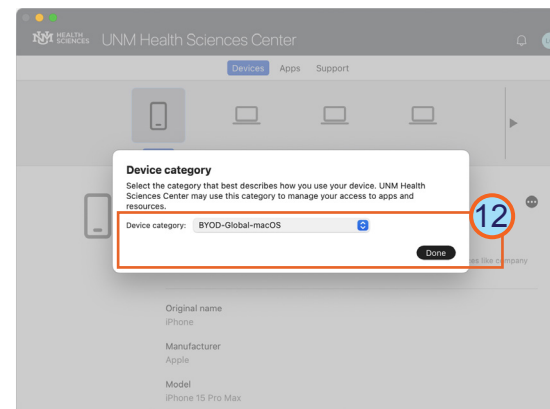 UNM HEALTH SCIENCES UNM Health Sciences Center
Devices Apps Support
Device category
Select the category that best describes how you use your device. UNM Health
Sciences Center may use this category to manage your access to apps and
resources.
12
Device category: BYOD-Global-macOS
Done
like company
Original name
iPhone
Manufacturer
Apple
Model
iPhone 15 Pro Max